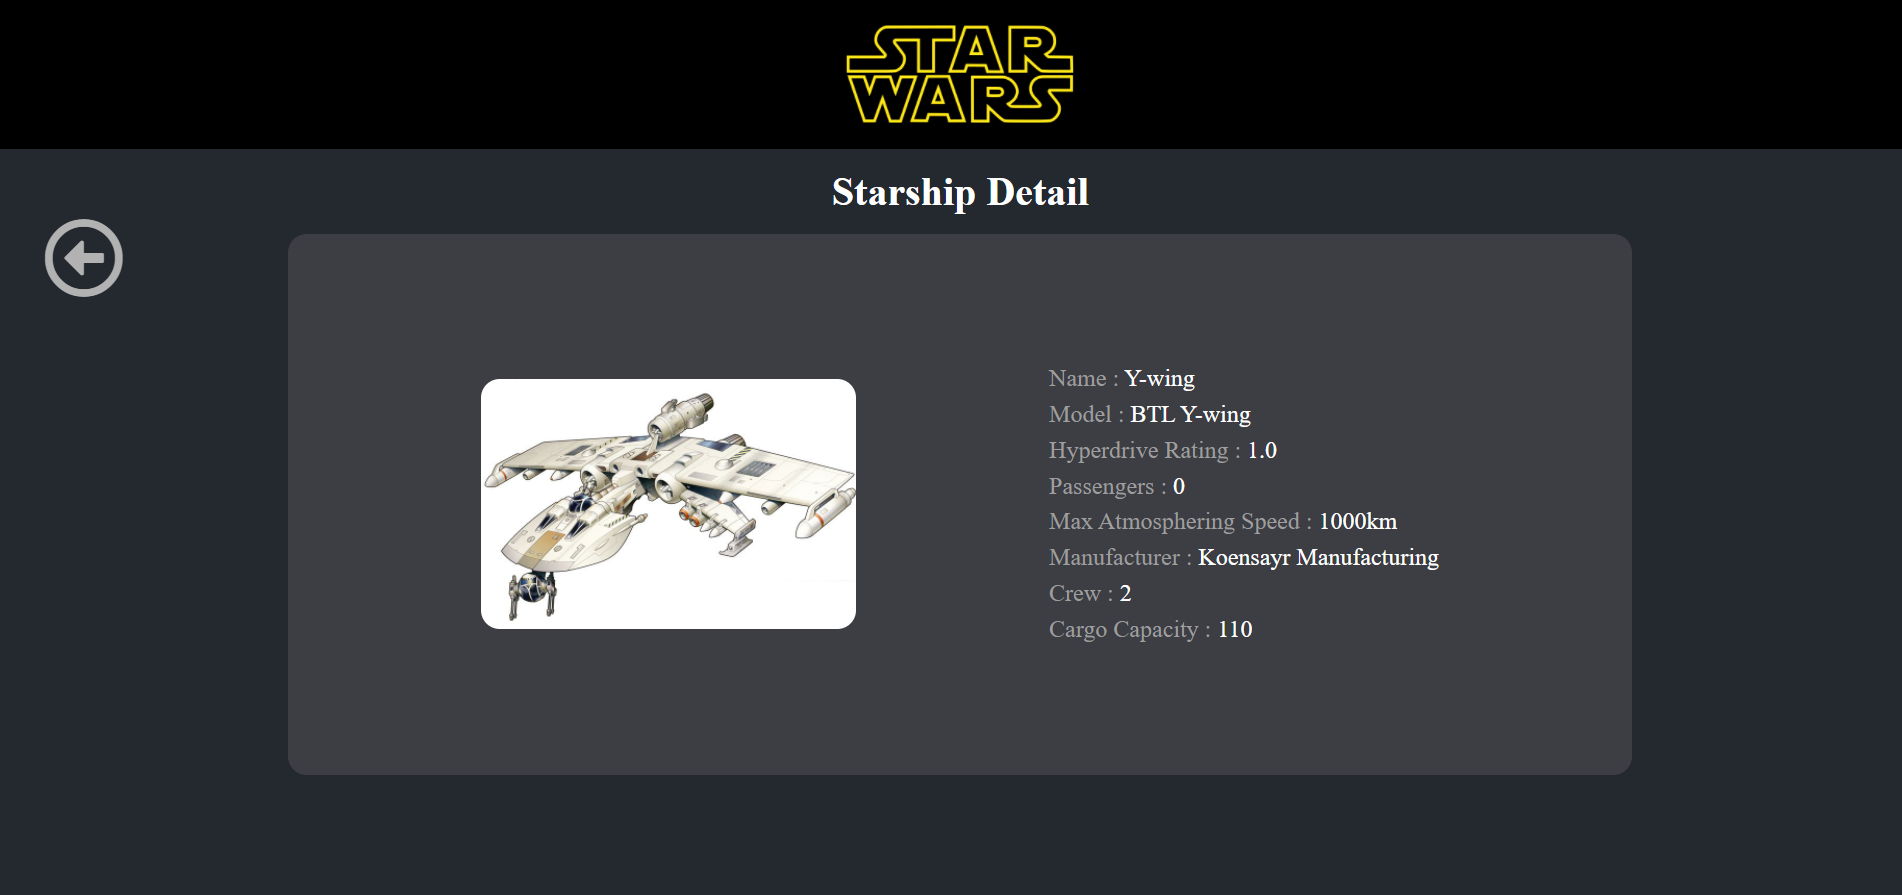 STAR
WARS
Starship Detail
Name : Y-wing
Model : BTL Y-wing
Hyperdrive Rating : 1.0
Passengers : 0
Max Atmosphering Speed : 1000km
Manufacturer : Koensayr Manufacturing
Crew : 2
Cargo Capacity : 110